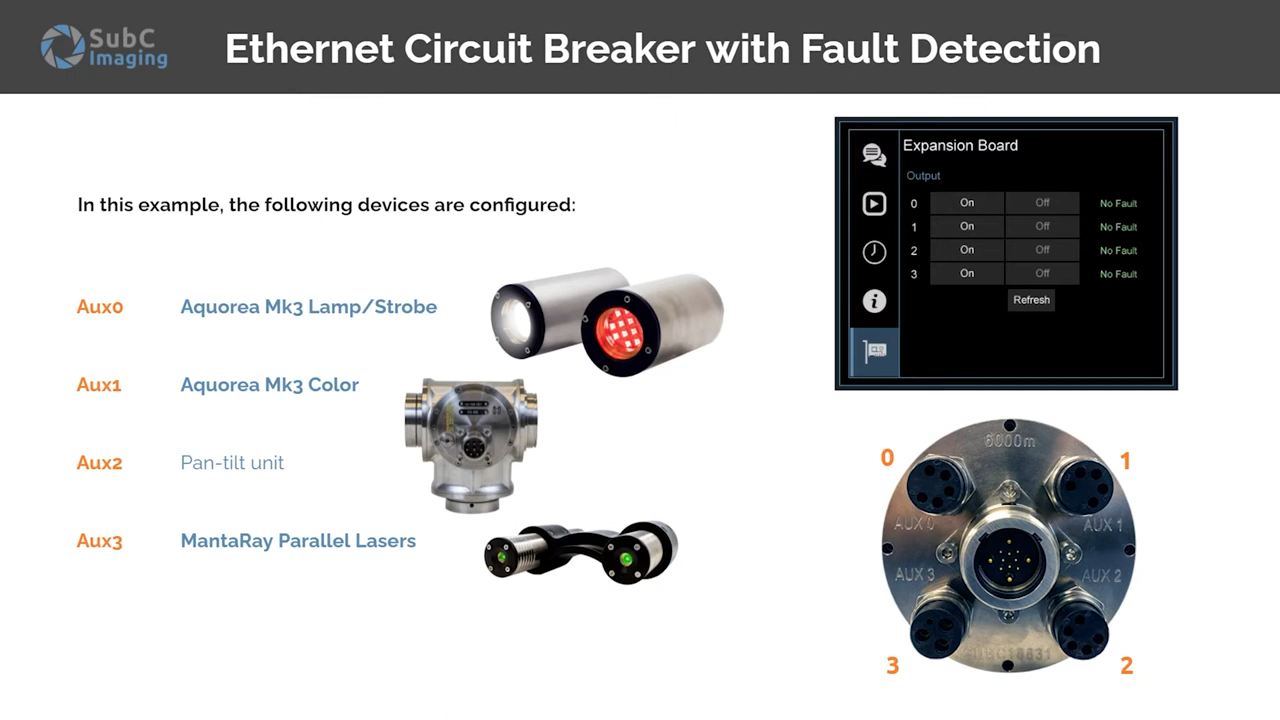 SubC
Imaging
Ethernet Circuit Breaker with Fault Detection
In this example, the following devices are configured:
Aux0 Aquorea Mk3 Lamp/Strobe
Aux1 Aquorea Mk3 Color
Aux2 Pan-tilt unit
Aux3 MantaRay Parallel Lasers
Expansion Board
Output
0 On Off No Fault
1 On Off No Fault
2 On Off No Fault
3 On Off No Fault
Refresh
6000m
0
1
AUX 0
AUX 1
AUX 3
AUX 2
3
2